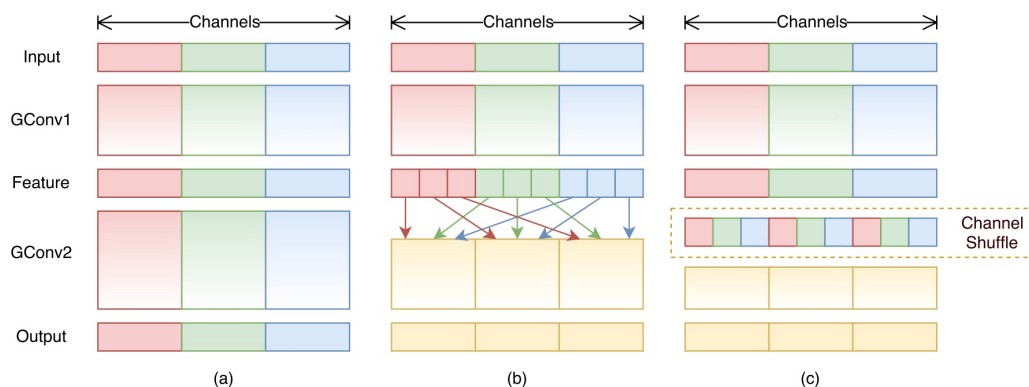 Channels Channels Channels
Input
GConv1
Feature
Channel
Shuffle
GConv2
Output
(a) (b) (c)